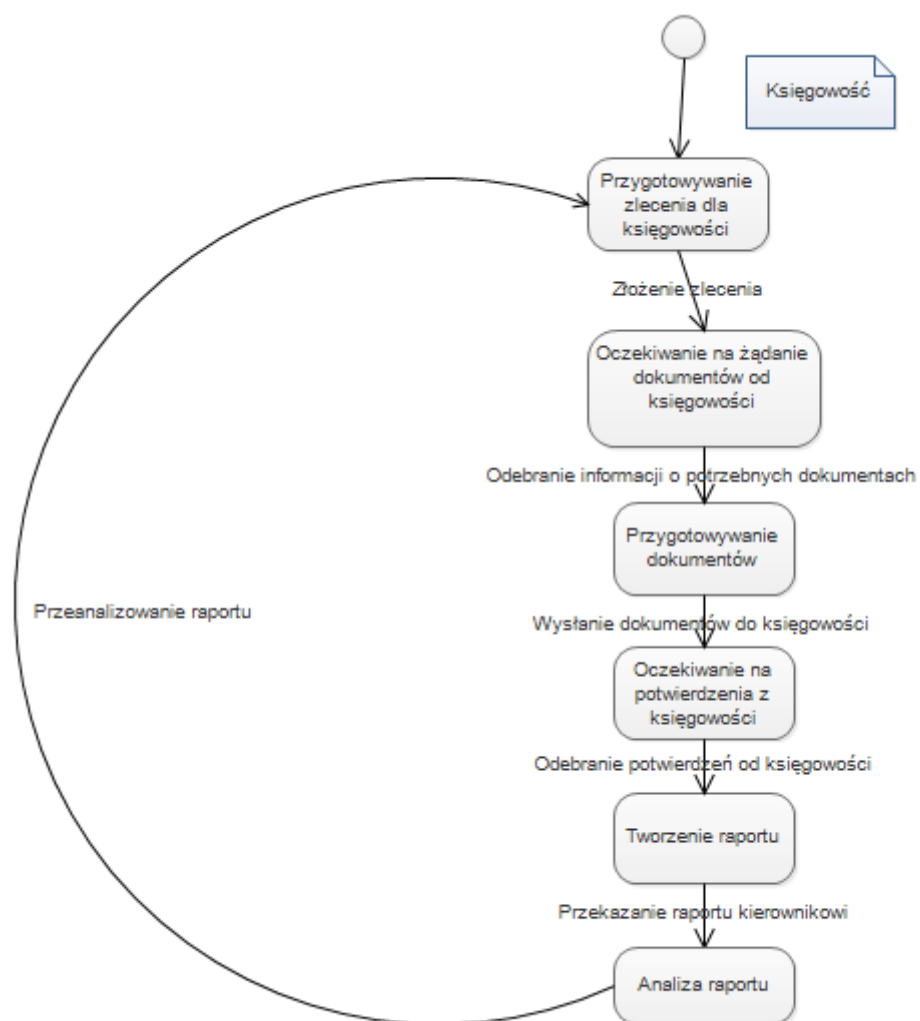 Księgowość
Przygotowywanie
zlecenia dla
księgowości
Złożenie zlecenia
Oczekiwanie na żądanie
dokumentów od
księgowości
Odebranie informacji o potrzebnych dokumentach
Przygotowywanie
dokumentów
Przeanalizowanie raportu
Wysłanie dokumentów do księgowości
Oczekiwanie na
potwierdzenia z
księgowości
Odebranie potwierdzeń od księgowości
Tworzenie raportu
Przekazanie raportu kierownikowi
Analiza raportu